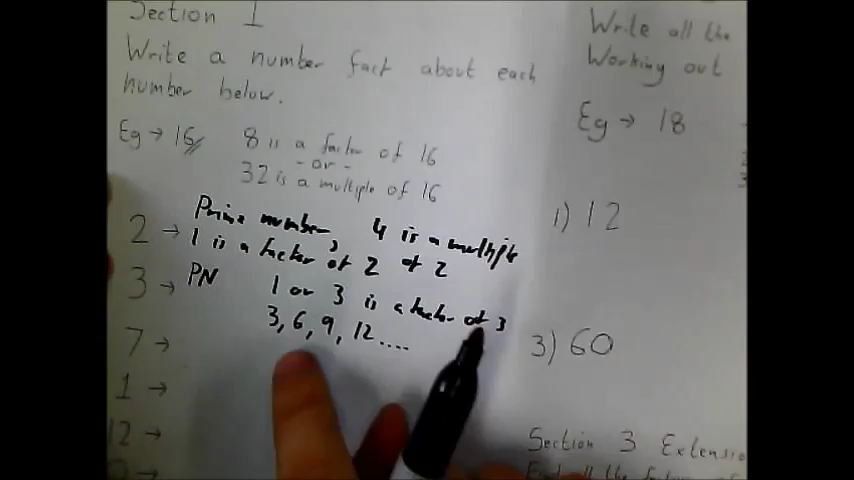 Section 1
Write a number fact about each
number below.
Eg → 16
8 is a factor of 16
- or -
32 is a multiple of 16
2 → Prime number, 4 is a multiple
1 is a factor of 2 of 2
3 → PN 1 or 3 is a factor of 3
3, 6, 9, 12....
7 →
1 →
12 →
Write all the
Working out
Eg → 18
1) 12
3) 60
Section 3